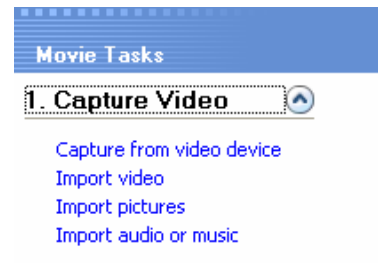 Movie Tasks
1. Capture Video
Capture from video device
Import video
Import pictures
Import audio or music